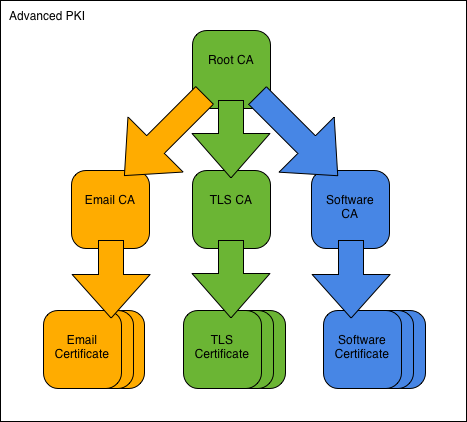 Advanced PKI
Root CA
Email CA
TLS CA
Software
CA
Email
Certificate
TLS
Certificate
Software
Certificate